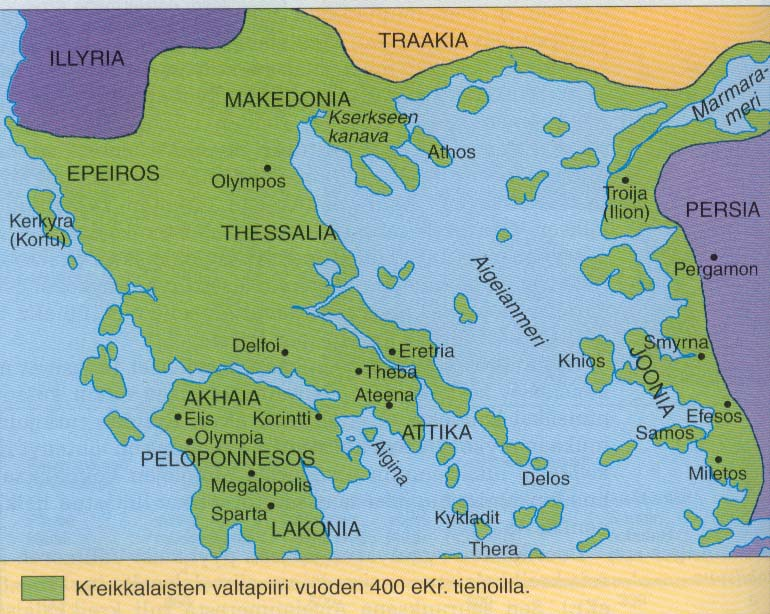 ILLYRIA
TRAAKIA
MAKEDONIA
Kserkseen
kanava
Marmara-
meri
Athos
EPEIROS
Olympos
Troija
(Ilion)
PERSIA
Kerkyra
(Korfu)
THESSALIA
Pergamon
Aigeianmeri
Delfoi
Eretria
Khios
Smyrna
JOONIA
Theba
Ateena
AKHAIA
Elis
Korintti
Efesos
Olympia
ATTIKA
Samos
PELOPONNESOS
Aigina
Miletos
Megalopolis
Delos
Sparta
LAKONIA
Kykladit
Thera
Kreikkalaisten valtapiiri vuoden 400 eKr. tienoilla.